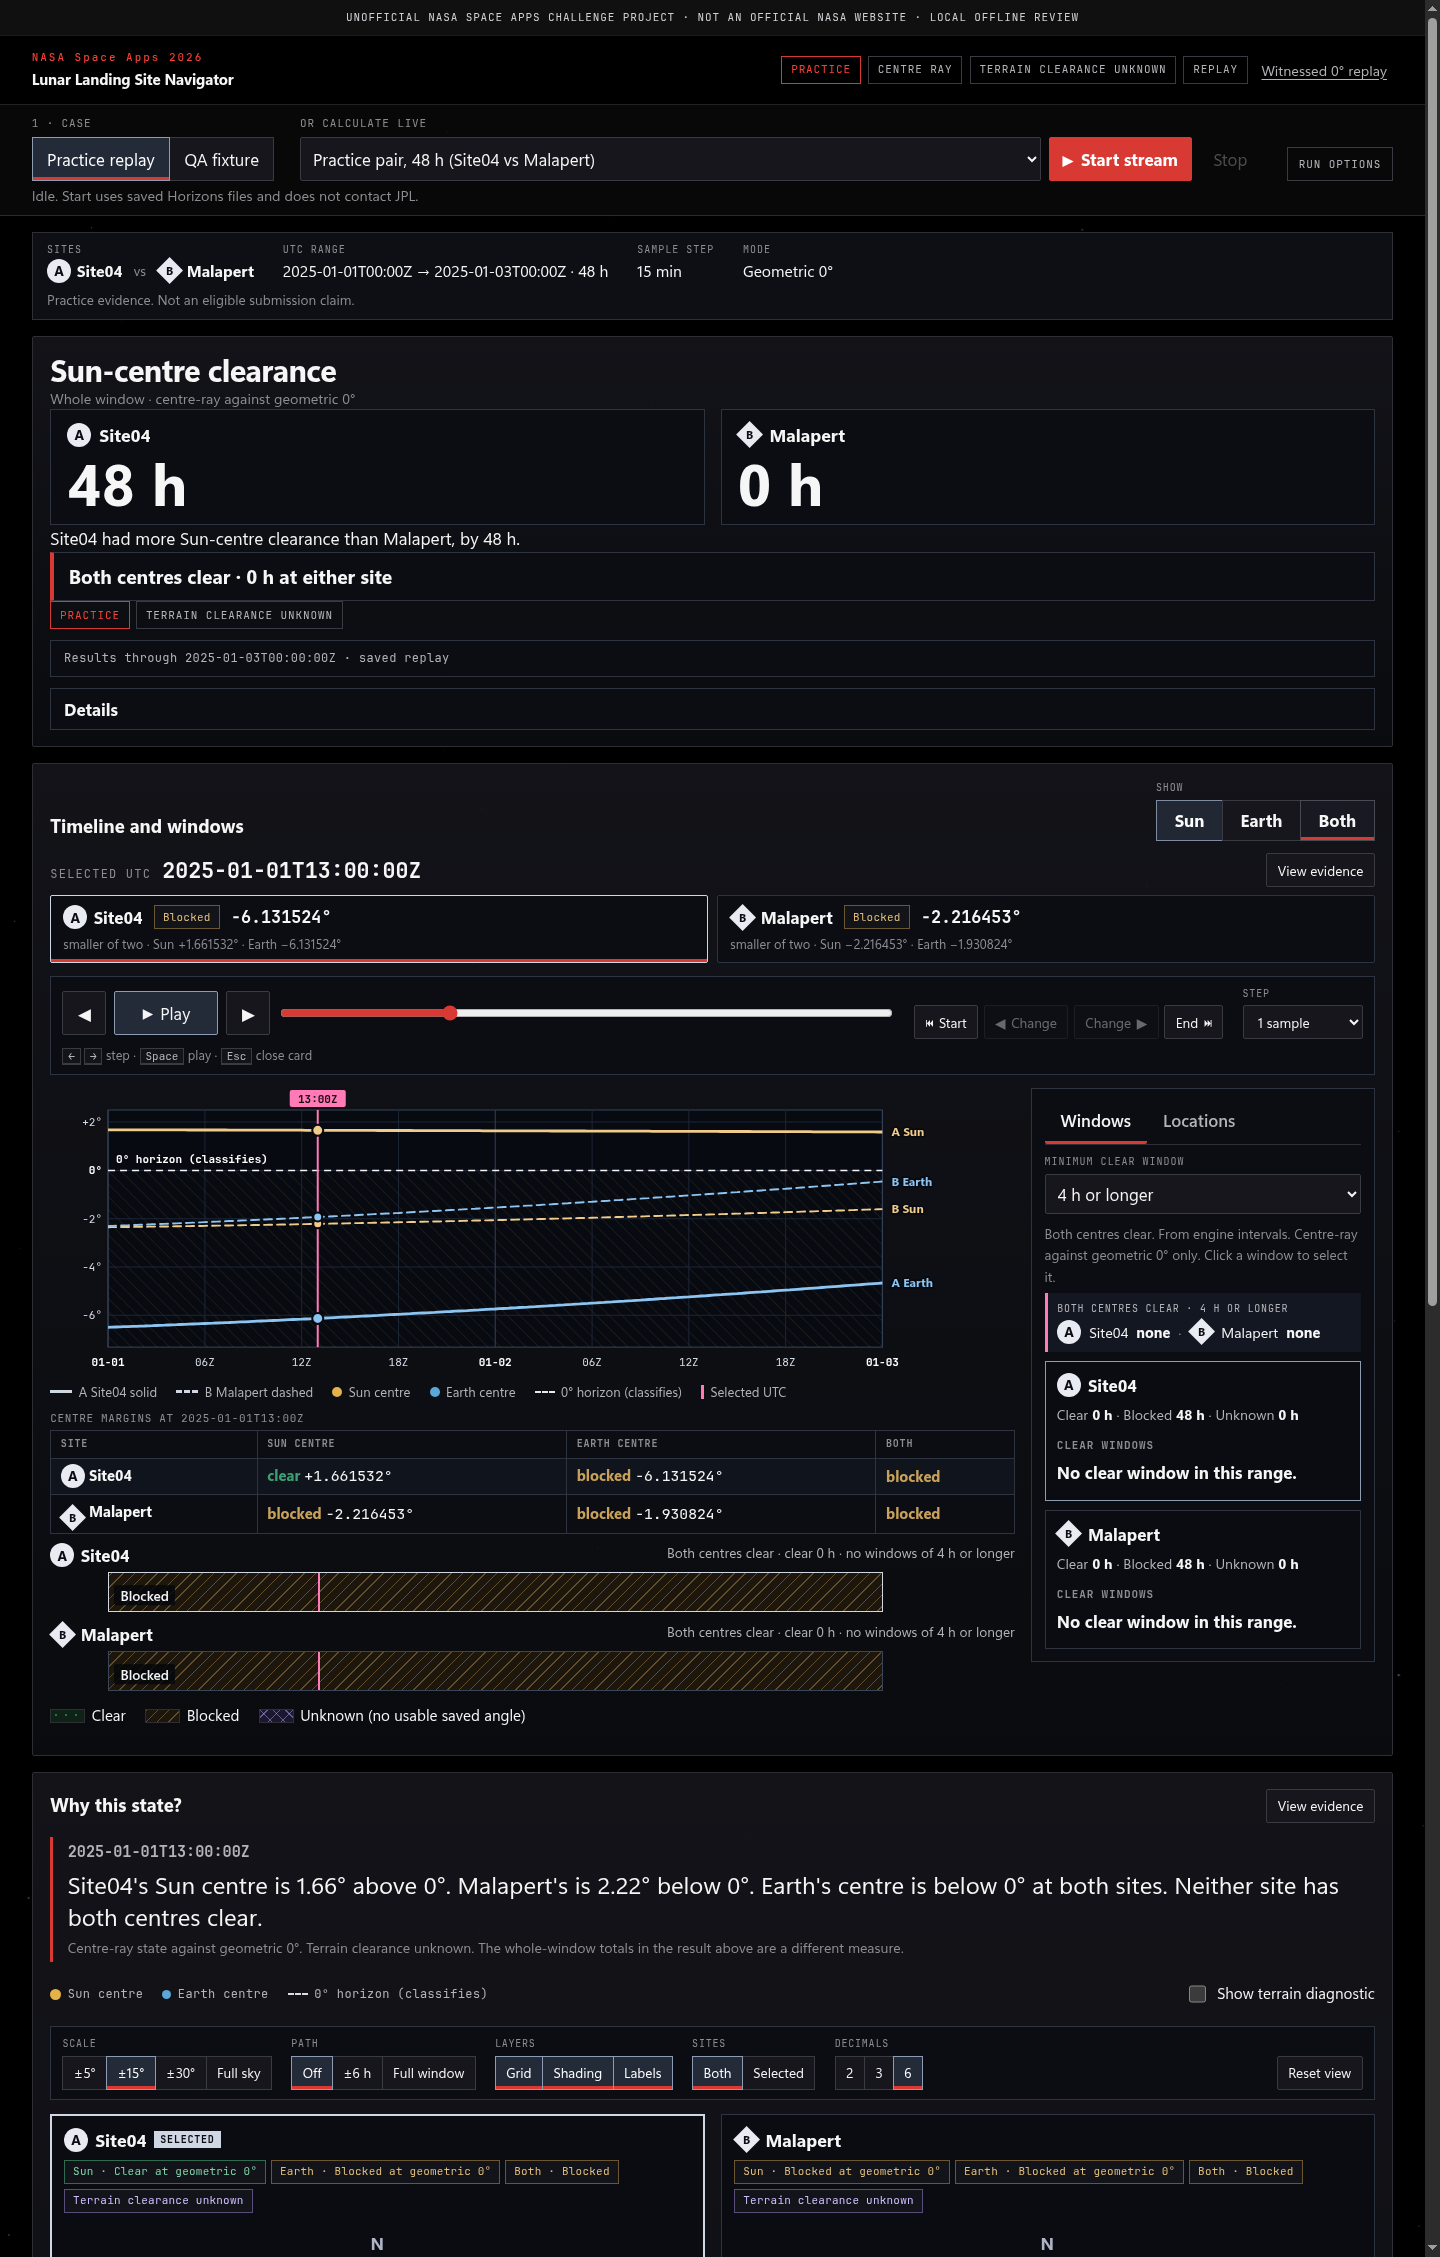 UNOFFICIAL NASA SPACE APPS CHALLENGE PROJECT · NOT AN OFFICIAL NASA WEBSITE · LOCAL OFFLINE REVIEW
NASA Space Apps 2026
Lunar Landing Site Navigator
PRACTICE
CENTRE RAY
TERRAIN CLEARANCE UNKNOWN
REPLAY
Witnessed 0° replay
1 · CASE
Practice replay
QA fixture
OR CALCULATE LIVE
Practice pair, 48 h (Site04 vs Malapert)
▶ Start stream
Stop
RUN OPTIONS
Idle. Start uses saved Horizons files and does not contact JPL.
SITES
A Site04 vs B Malapert
UTC RANGE
2025-01-01T00:00Z → 2025-01-03T00:00Z · 48 h
SAMPLE STEP
15 min
MODE
Geometric 0°
Practice evidence. Not an eligible submission claim.
Sun-centre clearance
Whole window · centre-ray against geometric 0°
A Site04
48 h
B Malapert
0 h
Site04 had more Sun-centre clearance than Malapert, by 48 h.
Both centres clear · 0 h at either site
PRACTICE
TERRAIN CLEARANCE UNKNOWN
Results through 2025-01-03T00:00:00Z · saved replay
Details
Timeline and windows
SHOW
Sun
Earth
Both
SELECTED UTC 2025-01-01T13:00:00Z
View evidence
A Site04 Blocked -6.131524°
smaller of two · Sun +1.661532° · Earth −6.131524°
B Malapert Blocked -2.216453°
smaller of two · Sun −2.216453° · Earth −1.930824°
◀
▶ Play
▶
⏮ Start
◀ Change
Change ▶
End ⏭
STEP
1 sample
← → step · Space play · Esc close card
13:00Z
+2°
0°
-2°
-4°
-6°
0° horizon (classifies)
A Sun
B Earth
B Sun
A Earth
01-01
06Z
12Z
18Z
01-02
06Z
12Z
18Z
01-03
A Site04 solid
B Malapert dashed
Sun centre
Earth centre
0° horizon (classifies)
Selected UTC
CENTRE MARGINS AT 2025-01-01T13:00Z
SITE SUN CENTRE EARTH CENTRE BOTH
A Site04 clear +1.661532° blocked -6.131524° blocked
B Malapert blocked -2.216453° blocked -1.930824° blocked
A Site04
Both centres clear · clear 0 h · no windows of 4 h or longer
Blocked
B Malapert
Both centres clear · clear 0 h · no windows of 4 h or longer
Blocked
Clear
Blocked
Unknown (no usable saved angle)
Windows
Locations
MINIMUM CLEAR WINDOW
4 h or longer
Both centres clear. From engine intervals. Centre-ray
against geometric 0° only. Click a window to select
it.
BOTH CENTRES CLEAR · 4 H OR LONGER
A Site04 none · B Malapert none
A Site04
Clear 0 h · Blocked 48 h · Unknown 0 h
CLEAR WINDOWS
No clear window in this range.
B Malapert
Clear 0 h · Blocked 48 h · Unknown 0 h
CLEAR WINDOWS
No clear window in this range.
Why this state?
View evidence
2025-01-01T13:00:00Z
Site04's Sun centre is 1.66° above 0°. Malapert's is 2.22° below 0°. Earth's centre is below 0° at both sites. Neither site has
both centres clear.
Centre-ray state against geometric 0°. Terrain clearance unknown. The whole-window totals in the result above are a different measure.
Sun centre
Earth centre
0° horizon (classifies)
Show terrain diagnostic
SCALE
±5°
±15°
±30°
Full sky
PATH
Off
±6 h
Full window
LAYERS
Grid
Shading
Labels
SITES
Both
Selected
DECIMALS
2
3
6
Reset view
A Site04 SELECTED
Sun · Clear at geometric 0°
Earth · Blocked at geometric 0°
Both · Blocked
Terrain clearance unknown
N
B Malapert
Sun · Blocked at geometric 0°
Earth · Blocked at geometric 0°
Both · Blocked
Terrain clearance unknown
N